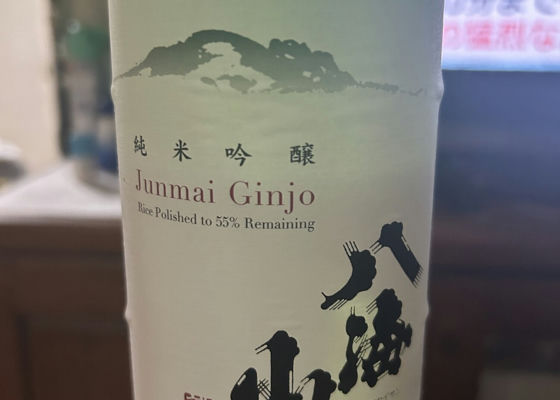 純米吟醸
Junmai Ginjo
Rice Polished to 55% Remaining
八海山